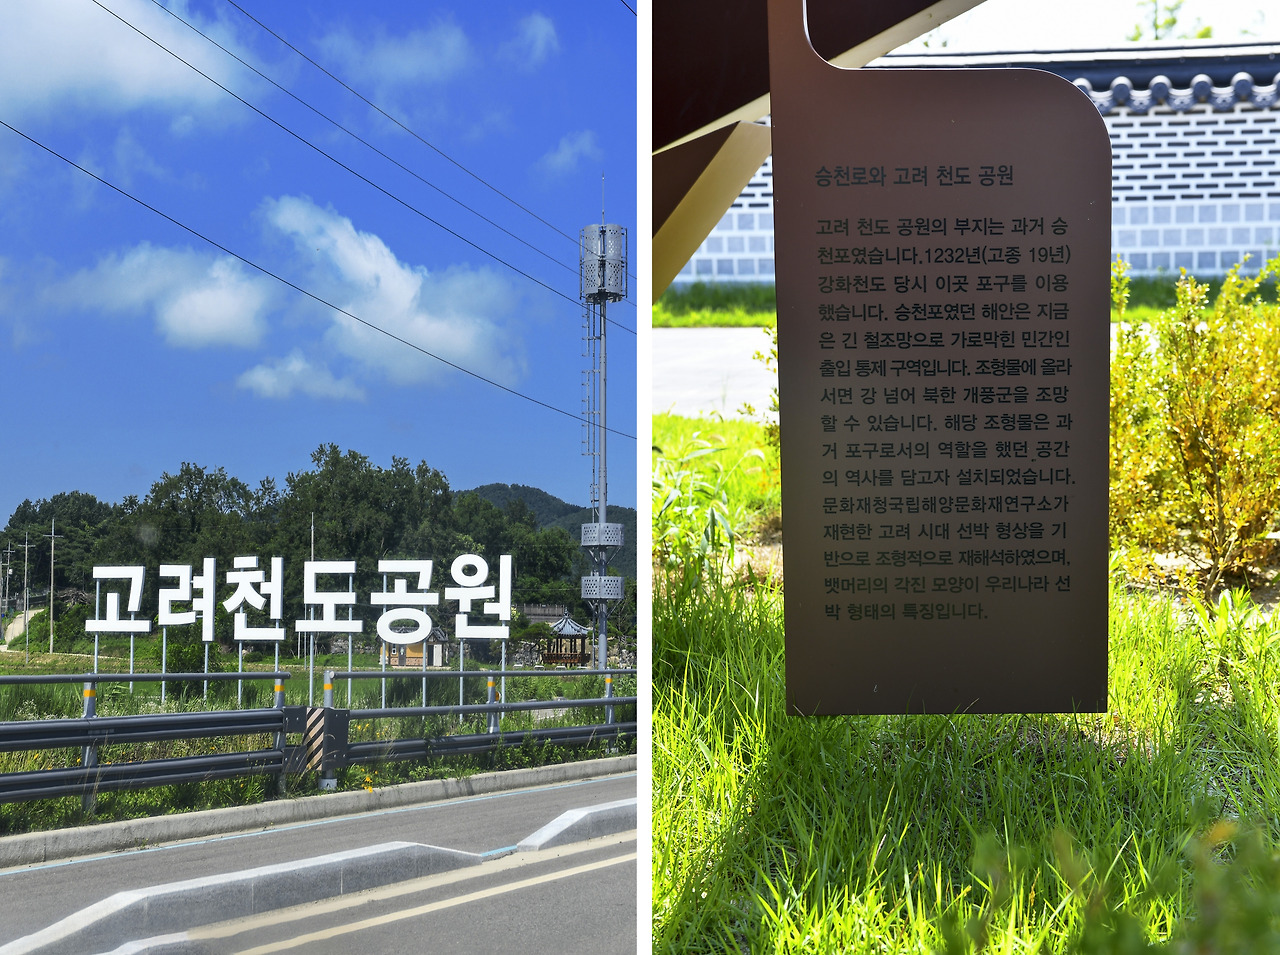 고려천도공원
승천로와 고려 천도 공원
고려 천도 공원의 부지는 과거 승
천포였습니다.1232년(고종 19년)
강화천도 당시 이곳 포구를 이용
했습니다. 승천포였던 해안은 지금
은 긴 철조망으로 가로막힌 민간인
출입 통제 구역입니다. 조형물에 올라
서면 강 넘어 북한 개풍군을 조망
할 수 있습니다. 해당 조형물은 과
거 포구로서의 역할을 했던 공간
의 역사를 담고자 설치되었습니다.
문화재청국립해양문화재연구소가
재현한 고려 시대 선박 형상을 기
반으로 조형적으로 재해석하였으며,
뱃머리의 각진 모양이 우리나라 선
박 형태의 특징입니다.